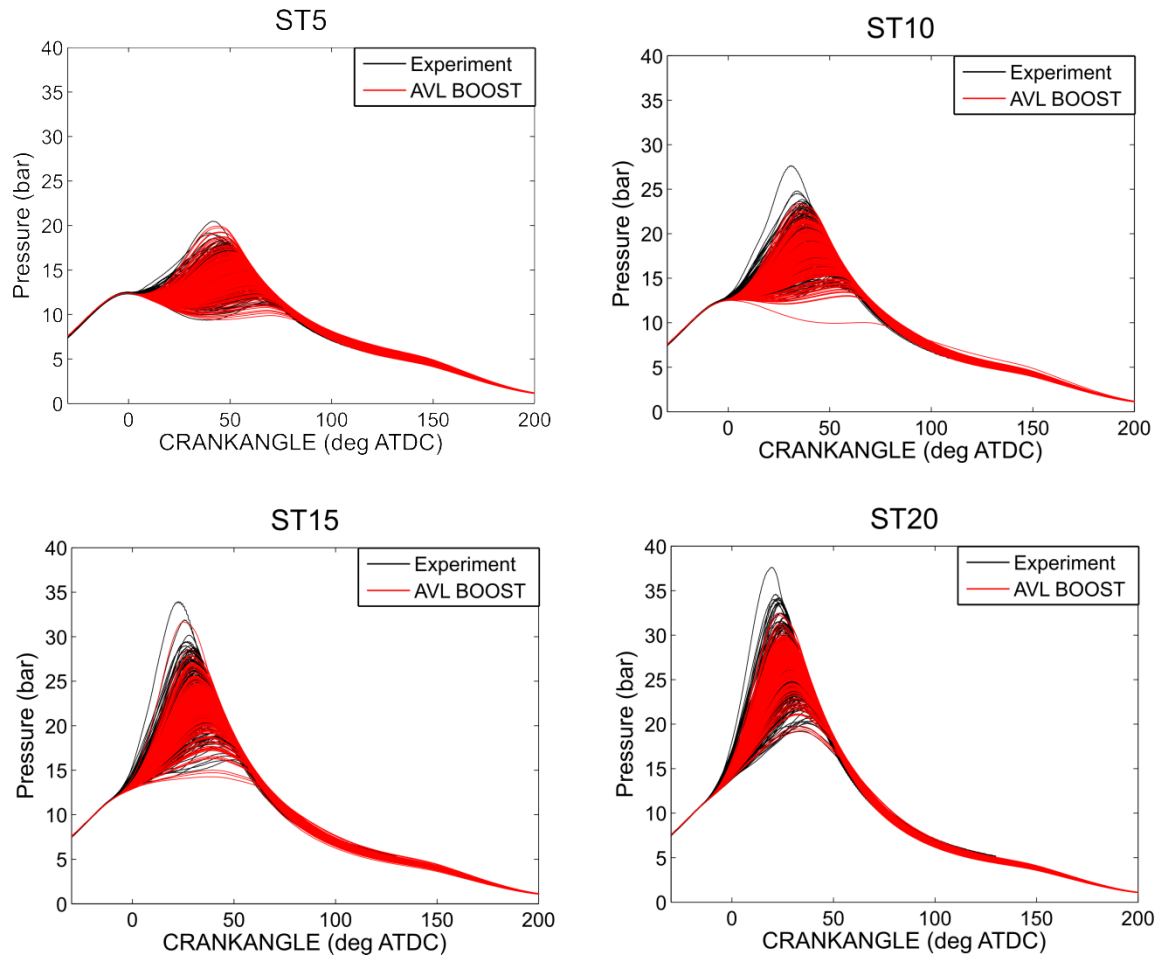 ST5
40
35
30
25
20
15
10
5
0
Pressure (bar)
Experiment
AVL BOOST
0 50 100 150 200
CRANKANGLE (deg ATDC)
ST10
40
35
30
25
20
15
10
5
0
Pressure (bar)
Experiment
AVL BOOST
0 50 100 150 200
CRANKANGLE (deg ATDC)
ST15
40
35
30
25
20
15
10
5
0
Pressure (bar)
Experiment
AVL BOOST
0 50 100 150 200
CRANKANGLE (deg ATDC)
ST20
40
35
30
25
20
15
10
5
0
Pressure (bar)
Experiment
AVL BOOST
0 50 100 150 200
CRANKANGLE (deg ATDC)